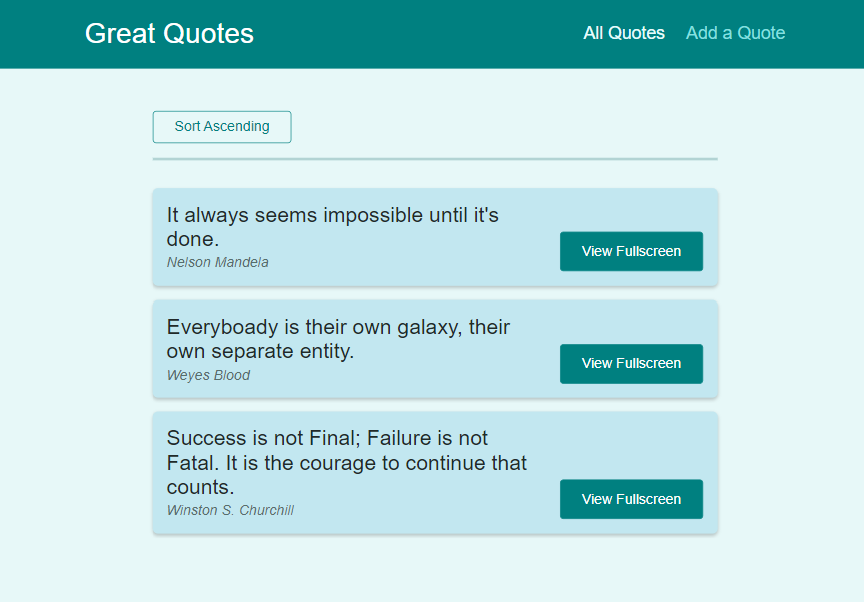 Great Quotes
All Quotes
Add a Quote
Sort Ascending
It always seems impossible until it's
done.
Nelson Mandela
View Fullscreen
Everyboady is their own galaxy, their
own separate entity.
Weyes Blood
View Fullscreen
Success is not Final; Failure is not
Fatal. It is the courage to continue that
counts.
Winston S. Churchill
View Fullscreen